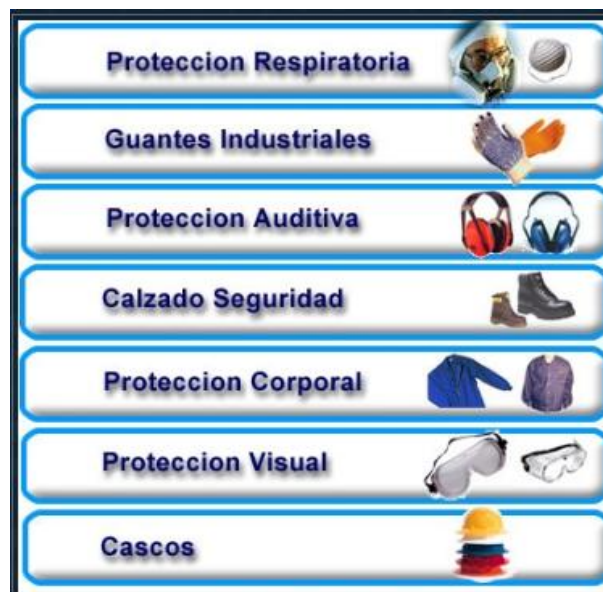 Proteccion Respiratoria
Guantes Industriales
Proteccion Auditiva
Calzado Seguridad
Proteccion Corporal
Proteccion Visual
Cascos